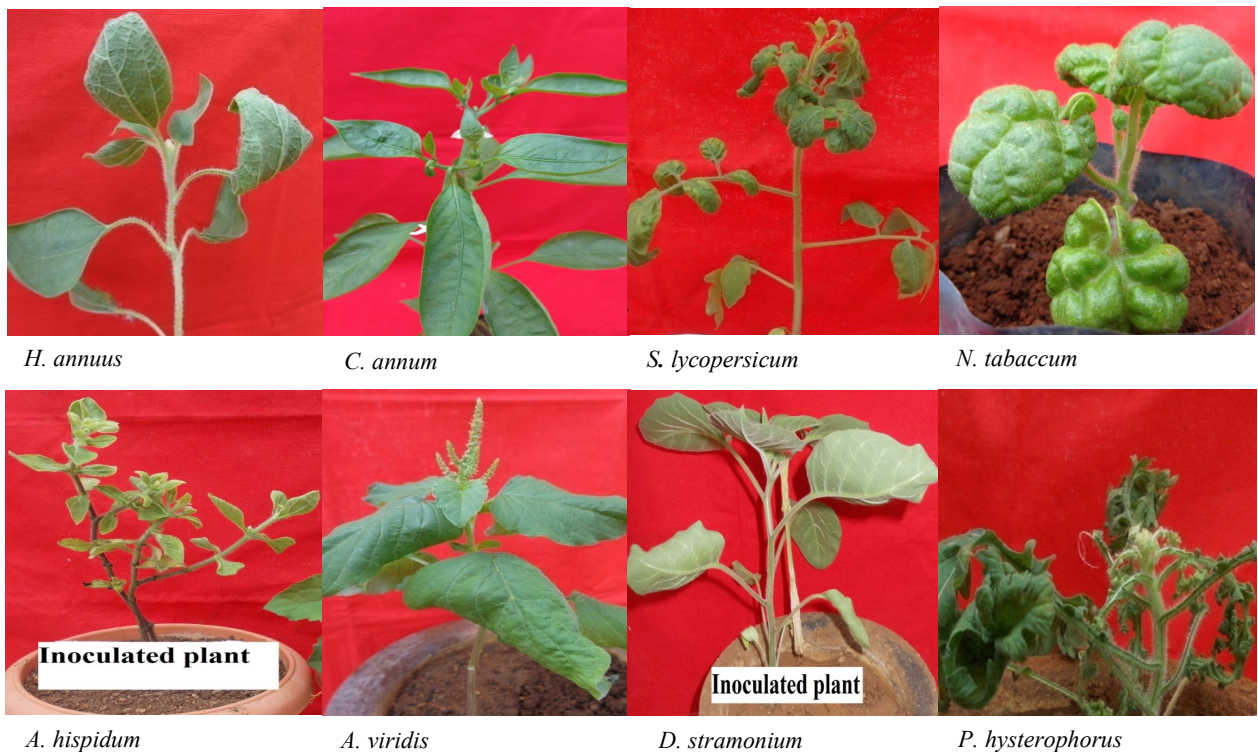 H. annuus
C. annum
S. lycopersicum
N. tabaccum
Inoculated plant
Inoculated plant
A. hispidum
A. viridis
D. stramonium
P. hysterophorus